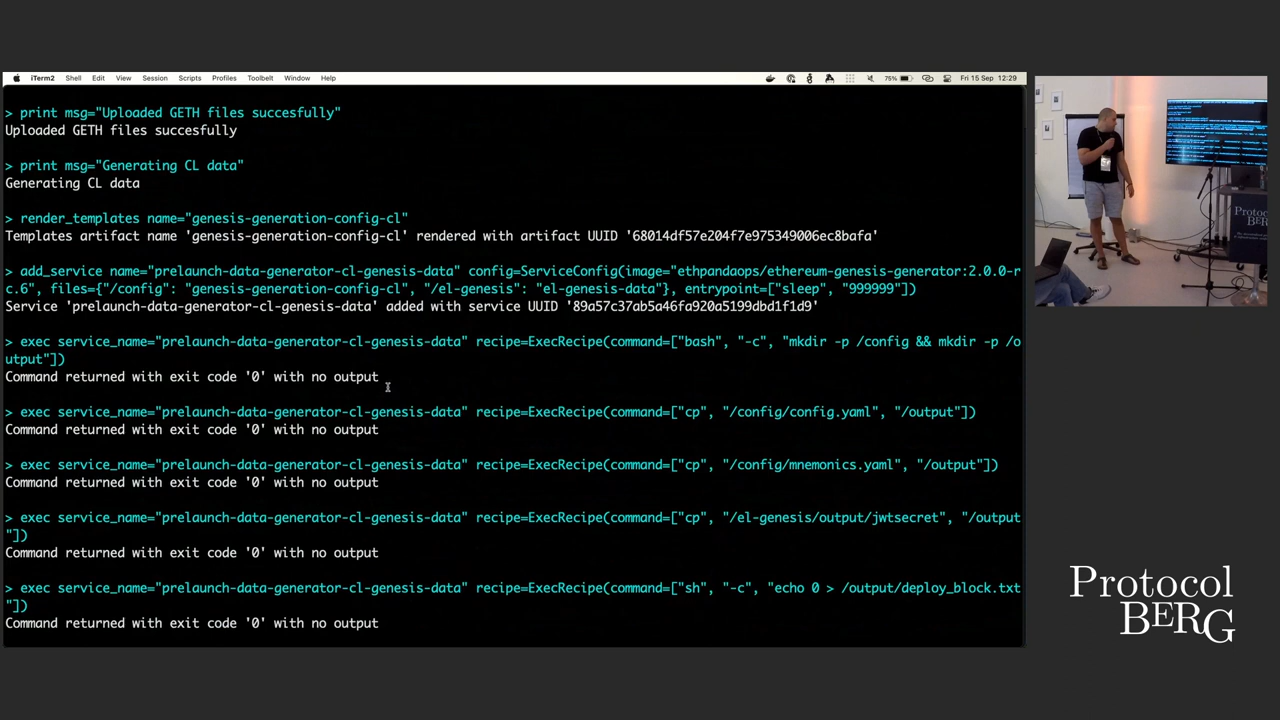 iTerm2 Shell Edit View Session Scripts Profiles Toolbelt Window Help 75% Fri 15 Sep 12:29
> print msg="Uploaded GETH files succesfully"
Uploaded GETH files succesfully
> print msg="Generating CL data"
Generating CL data
> render_templates name="genesis-generation-config-cl"
Templates artifact name 'genesis-generation-config-cl' rendered with artifact UUID '68014df57e204f7e975349006ec8bafa'
> add_service name="prelaunch-data-generator-cl-genesis-data" config=ServiceConfig(image="ethpandaops/ethereum-genesis-generator:2.0.0-r
c.6", files={"/config": "genesis-generation-config-cl", "/el-genesis": "el-genesis-data"}, entrypoint=["sleep", "999999"])
Service 'prelaunch-data-generator-cl-genesis-data' added with service UUID '89a57c37ab5a46fa920a5199dbd1f1d9'
> exec service_name="prelaunch-data-generator-cl-genesis-data" recipe=ExecRecipe(command=["bash", "-c", "mkdir -p /config && mkdir -p /o
utput"])
Command returned with exit code '0' with no output
> exec service_name="prelaunch-data-generator-cl-genesis-data" recipe=ExecRecipe(command=["cp", "/config/config.yaml", "/output"])
Command returned with exit code '0' with no output
> exec service_name="prelaunch-data-generator-cl-genesis-data" recipe=ExecRecipe(command=["cp", "/config/mnemonics.yaml", "/output"])
Command returned with exit code '0' with no output
> exec service_name="prelaunch-data-generator-cl-genesis-data" recipe=ExecRecipe(command=["cp", "/el-genesis/output/jwtsecret", "/output
"])
Command returned with exit code '0' with no output
> exec service_name="prelaunch-data-generator-cl-genesis-data" recipe=ExecRecipe(command=["sh", "-c", "echo 0 > /output/deploy_block.txt
"])
Command returned with exit code '0' with no output
Protocol
BERG